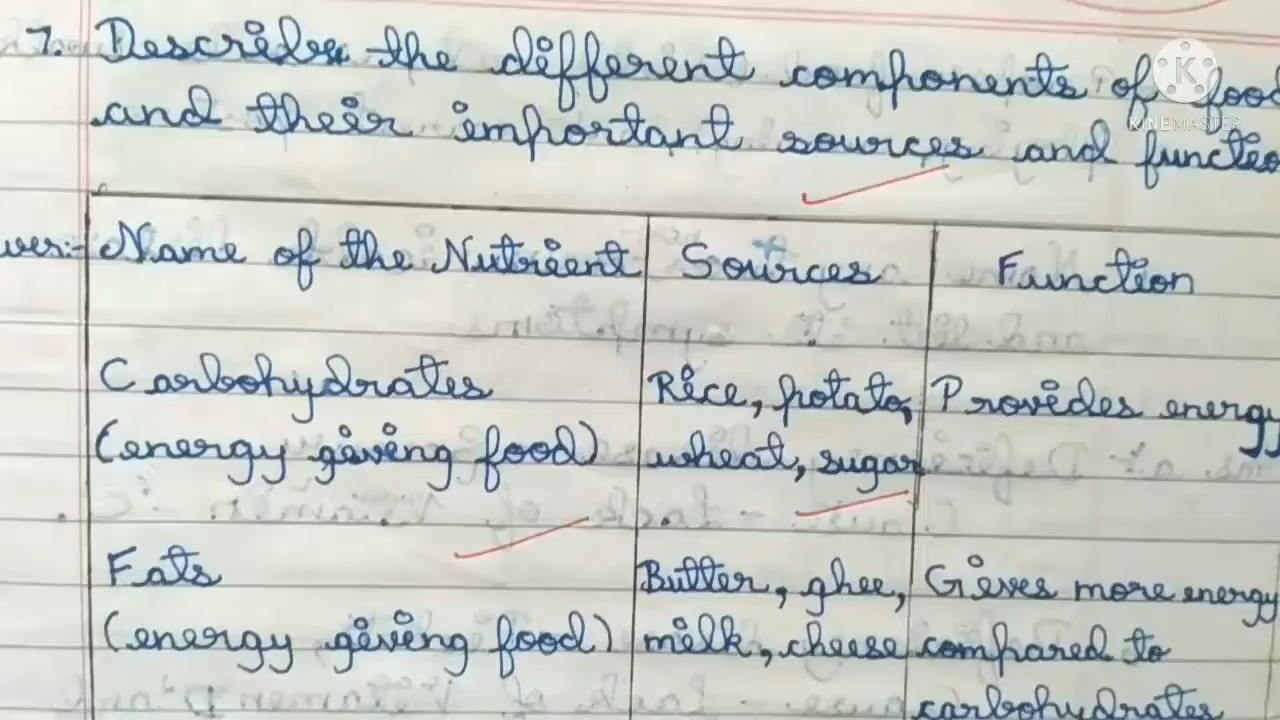 7. Describe the different components of food
and their important sources and functio
wer:- Name of the Nutrient Sources Function
Carbohydrates Rice, potato, Provides energy
(energy giving food) wheat, sugar
Fats Butter, ghee, Gives more energy
(energy giving food) milk, cheese compared to
carbohydrates
KINEMASTER